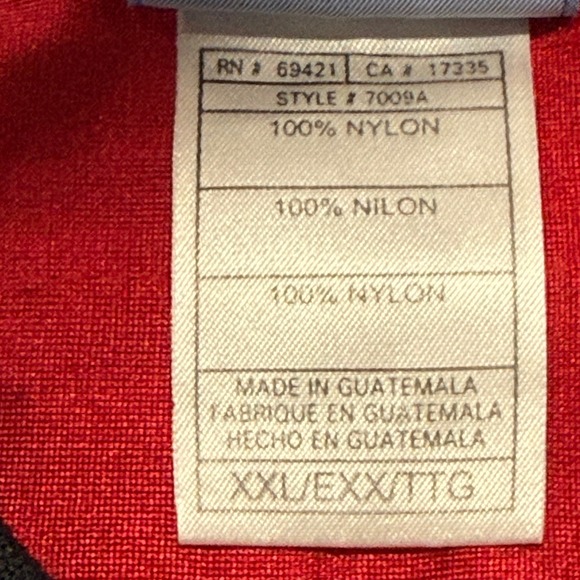 RN # 69421 CA # 17335
STYLE # 7009A
100% NYLON
100% NILON
100% NYLON
MADE IN GUATEMALA
FABRIQUE EN GUATEMALA
HECHO EN GUATEMALA
XXL/EXX/TTG